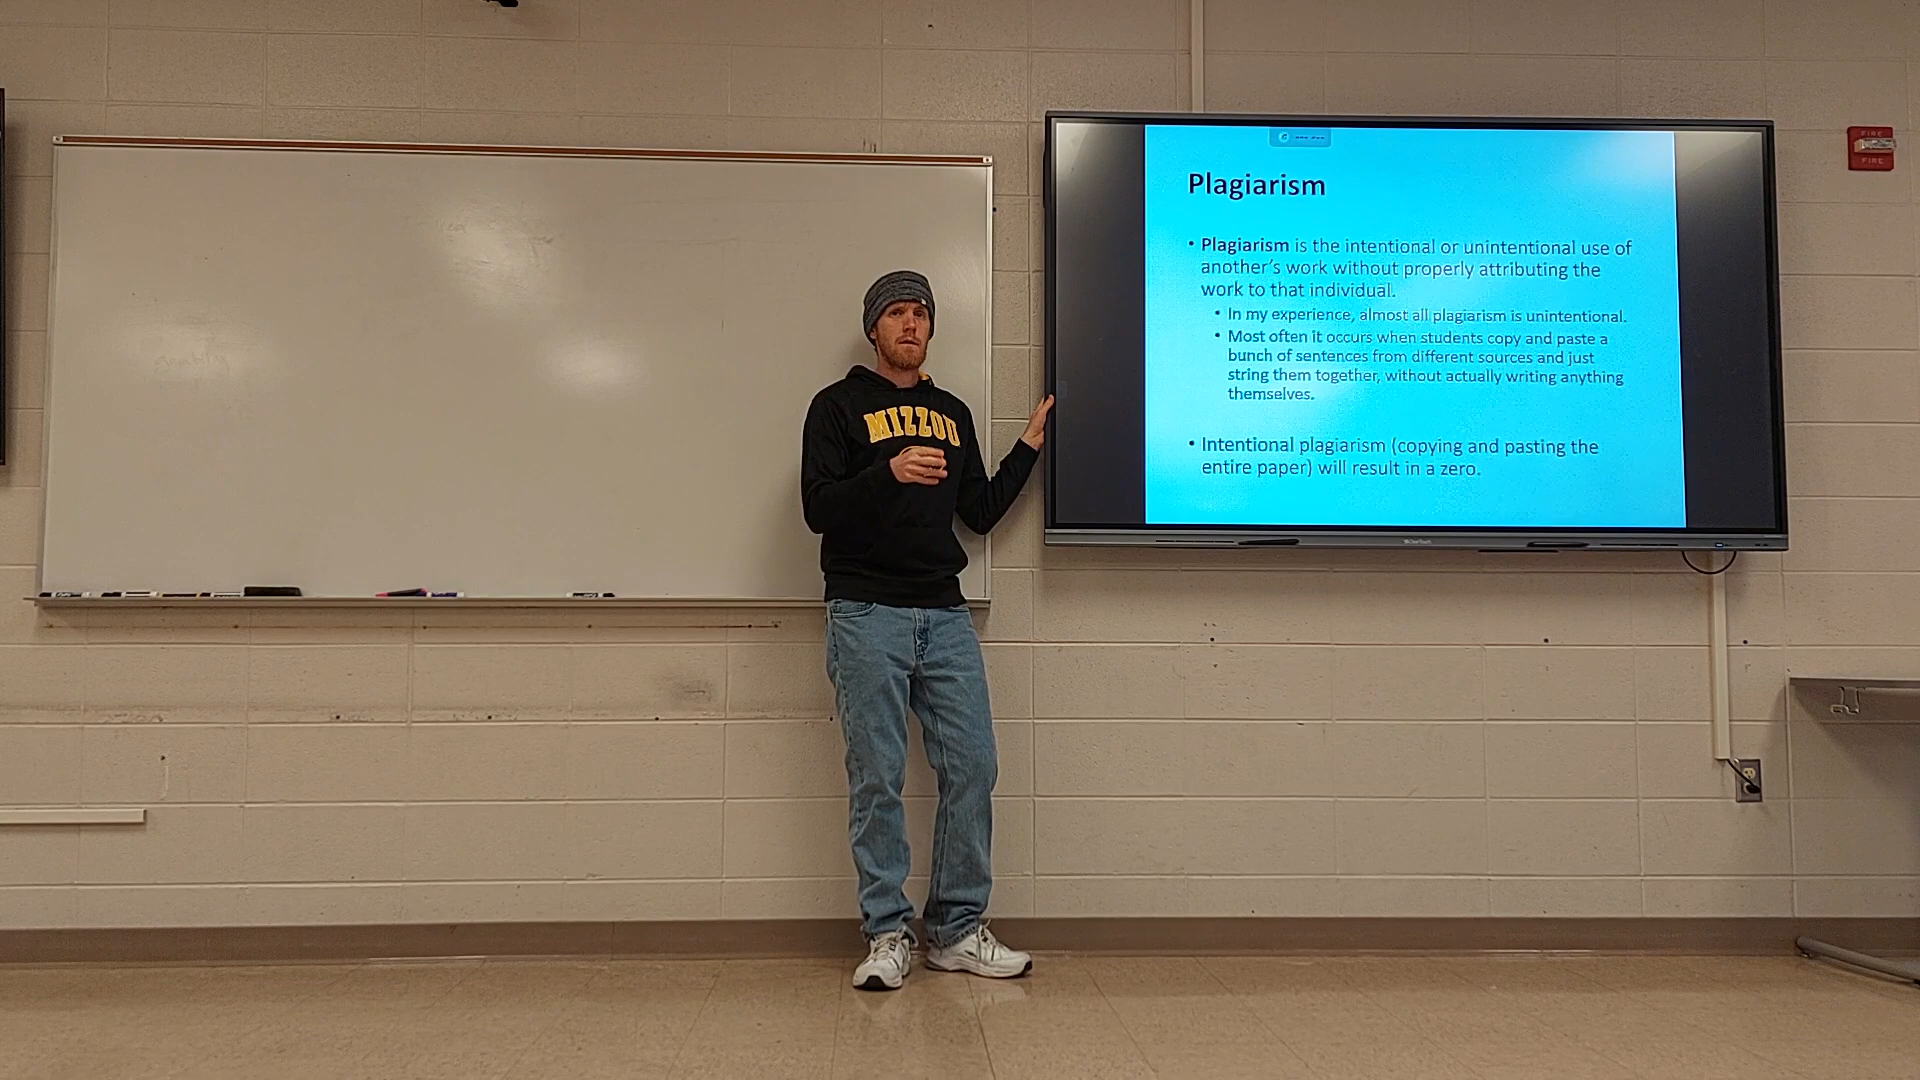 Plagiarism
• Plagiarism is the intentional or unintentional use of
another's work without properly attributing the
work to that individual.
• In my experience, almost all plagiarism is unintentional.
• Most often it occurs when students copy and paste a
bunch of sentences from different sources and just
string them together, without actually writing anything
themselves.
• Intentional plagiarism (copying and pasting the
entire paper) will result in a zero.
MIZZOU
FIRE
FIRE